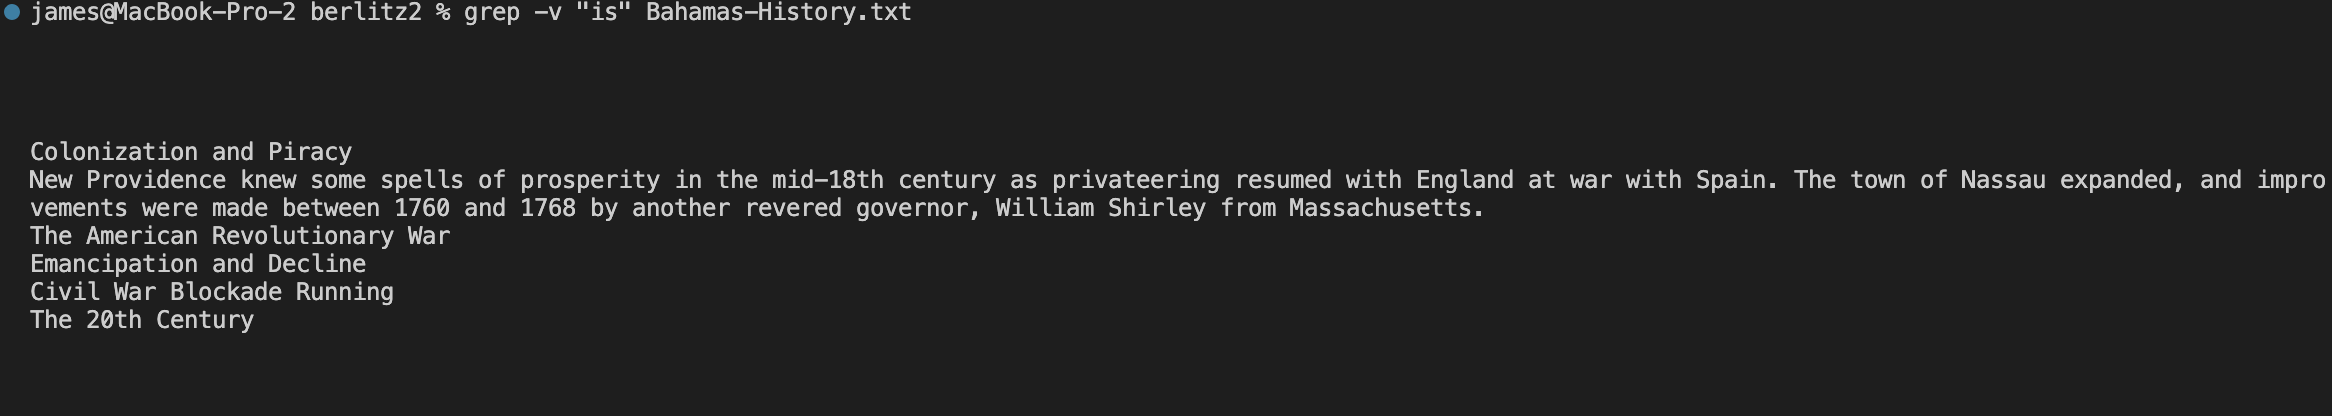 james@MacBook-Pro-2 berlitz2 % grep -v "is" Bahamas-History.txt
Colonization and Piracy
New Providence knew some spells of prosperity in the mid-18th century as privateering resumed with England at war with Spain. The town of Nassau expanded, and impro
vements were made between 1760 and 1768 by another revered governor, William Shirley from Massachusetts.
The American Revolutionary War
Emancipation and Decline
Civil War Blockade Running
The 20th Century